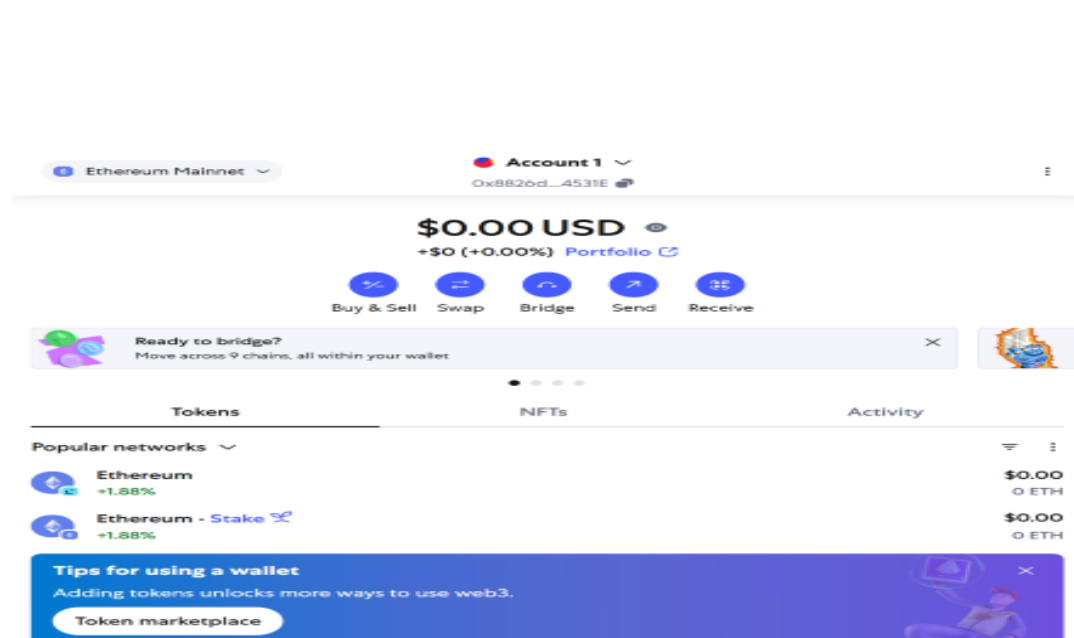 Ethereum Mainnet
Account 1
0x8826d...4531E
$0.00 USD
+$0 (+0.00%) Portfolio
Buy & Sell Swap Bridge Send Receive
Ready to bridge?
Move across 9 chains, all within your wallet
Tokens NFTs Activity
Popular networks
Ethereum $0.00
+1.88% 0 ETH
Ethereum - Stake $0.00
+1.88% 0 ETH
Tips for using a wallet
Adding tokens unlocks more ways to use web3.
Token marketplace